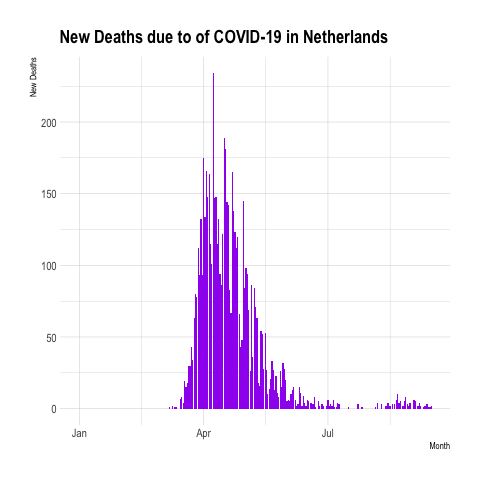 New Deaths due to of COVID-19 in Netherlands
New Deaths
200
150
100
50
0
Jan Apr Jul
Month